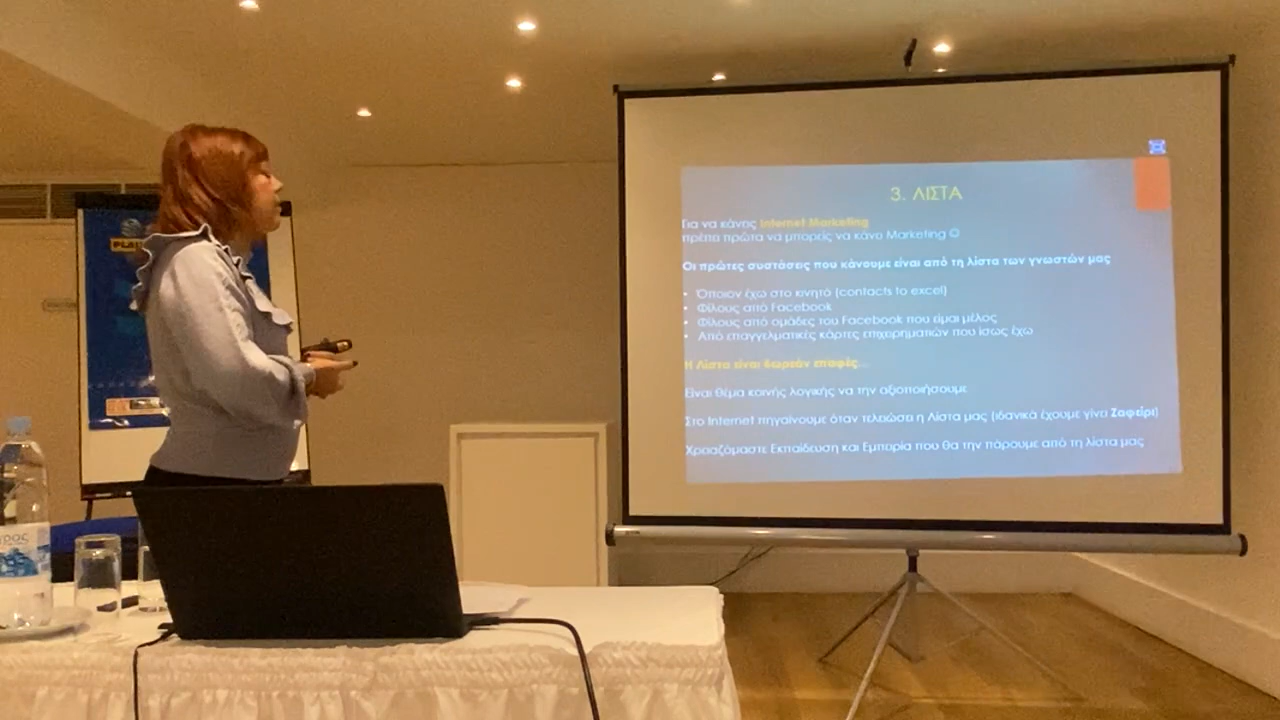 3. ΛΙΣΤΑ
Για να κάνεις Internet Marketing
πρέπει πρώτα να μπορείς να κάνω Marketing ☺
Οι πρώτες συστάσεις που κάνουμε είναι από τη λίστα των γνωστών μας
• Όποιον έχω στο κινητό (contacts to excel)
• Φίλους από Facebook
• Φίλους από ομάδες του Facebook που είμαι μέλος
• Από επαγγελματικές κάρτες επιχειρηματιών που ίσως έχω
Η Λίστα είναι δωρεάν επαφές...
Είναι θέμα κοινής λογικής να την αξιοποιήσουμε
Στο Internet πηγαίνουμε όταν τελειώσει η Λίστα μας (ιδανικά έχουμε γίνει Ζαφείρι)
Χρειαζόμαστε Εκπαίδευση και Εμπειρία που θα την πάρουμε από τη λίστα μας